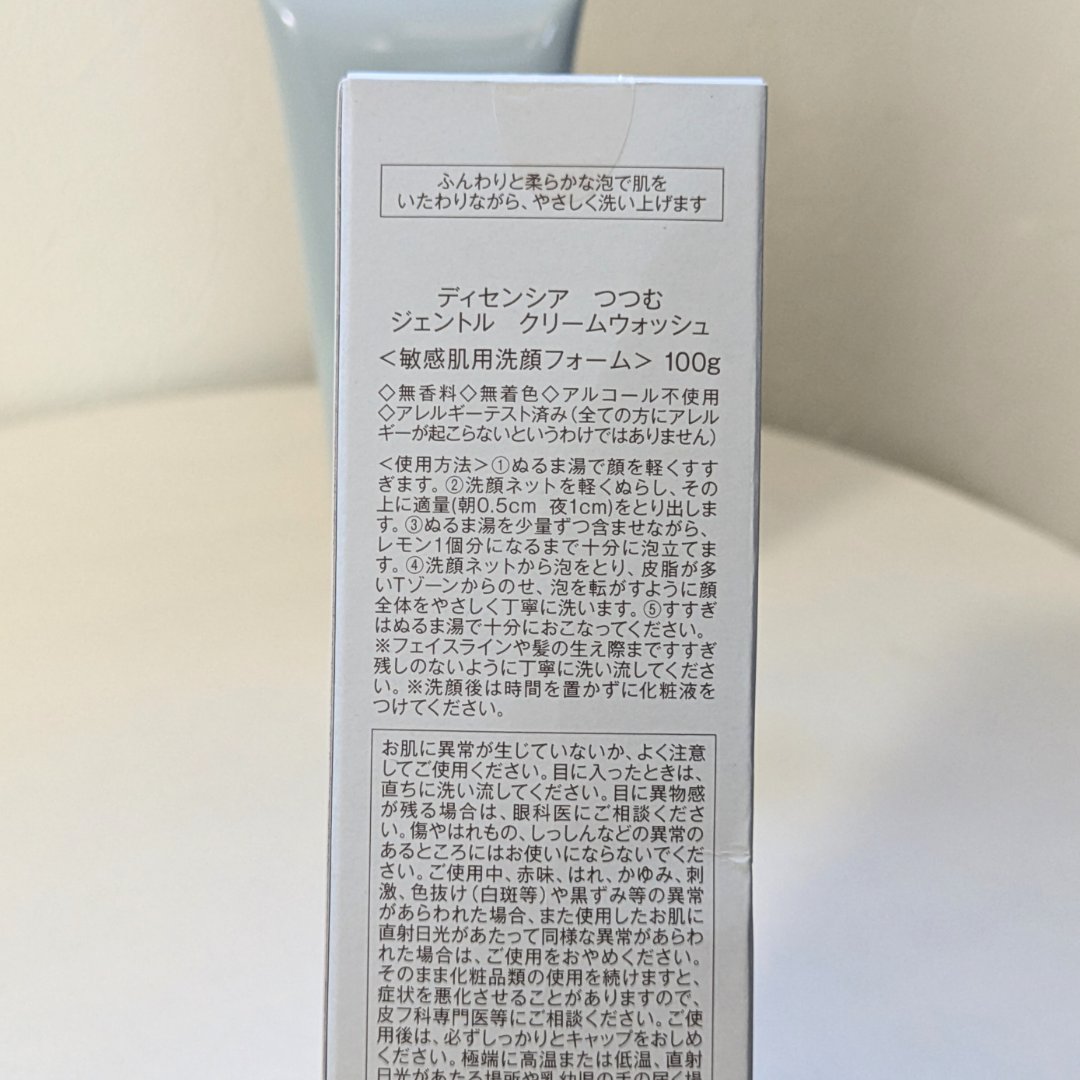 ふんわりと柔らかな泡で肌を
いたわりながら、やさしく洗い上げます
ディセンシア　つつむ
ジェントル　クリームウォッシュ
＜敏感肌用洗顔フォーム＞ 100g
◇無香料◇無着色◇アルコール不使用
◇アレルギーテスト済み（全ての方にアレル
ギーが起こらないというわけではありません）
＜使用方法＞①ぬるま湯で顔を軽くすす
ぎます。②洗顔ネットを軽くぬらし、その
上に適量(朝0.5cm 夜1cm)をとり出しま
す。③ぬるま湯を少量ずつ含ませながら、
レモン1個分になるまで十分に泡立てま
す。④洗顔ネットから泡をとり、皮脂が多
いTゾーンからのせ、泡を転がすように顔
全体をやさしく丁寧に洗います。⑤すすぎ
はぬるま湯で十分におこなってください。
※フェイスラインや髪の生え際まですすぎ
残しのないように丁寧に洗い流してくださ
い。※洗顔後は時間を置かずに化粧液を
つけてください。
お肌に異常が生じていないか、よく注意
してご使用ください。目に入ったときは、
直ちに洗い流してください。目に異物感
が残る場合は、眼科医にご相談くださ
い。傷やはれもの、しっしんなどの異常の
あるところにはお使いにならないでくだ
さい。ご使用中、赤味、はれ、かゆみ、刺
激、色抜け（白斑等）や黒ずみ等の異常
があらわれた場合、また使用したお肌に
直射日光があたって同様な異常があらわ
れた場合は、ご使用をおやめください。
そのまま化粧品類の使用を続けますと、
症状を悪化させることがありますので、
皮フ科専門医等にご相談ください。ご使
用後は、必ずしっかりとキャップをおしめ
ください。極端に高温または低温、直射
日光があたる場所や乳幼児の手の届く場